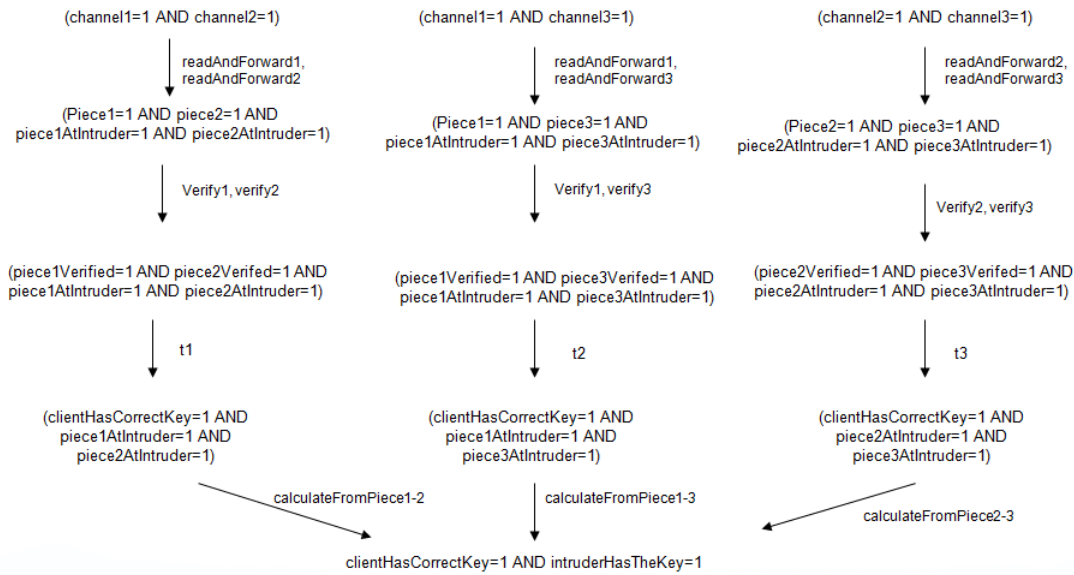 (channel1=1 AND channel2=1)
(channel1=1 AND channel3=1)
(channel2=1 AND channel3=1)
readAndForward1,
readAndForward2
readAndForward1,
readAndForward3
readAndForward2,
readAndForward3
(Piece1=1 AND piece2=1 AND
piece1AtIntruder=1 AND piece2AtIntruder=1)
(Piece1=1 AND piece3=1 AND
piece1AtIntruder=1 AND piece3AtIntruder=1)
(Piece2=1 AND piece3=1 AND
piece2AtIntruder=1 AND piece3AtIntruder=1)
Verify1, verify2
Verify1, verify3
Verify2, verify3
(piece1Verified=1 AND piece2Verifed=1 AND
piece1AtIntruder=1 AND piece2AtIntruder=1)
(piece1Verified=1 AND piece3Verifed=1 AND
piece1AtIntruder=1 AND piece3AtIntruder=1)
(piece2Verified=1 AND piece3Verifed=1 AND
piece2AtIntruder=1 AND piece3AtIntruder=1)
t1
t2
t3
(clientHasCorrectKey=1 AND
piece1AtIntruder=1 AND
piece2AtIntruder=1)
(clientHasCorrectKey=1 AND
piece1AtIntruder=1 AND
piece3AtIntruder=1)
(clientHasCorrectKey=1 AND
piece2AtIntruder=1 AND
piece3AtIntruder=1)
calculateFromPiece1-2
calculateFromPiece1-3
calculateFromPiece2-3
clientHasCorrectKey=1 AND intruderHasTheKey=1